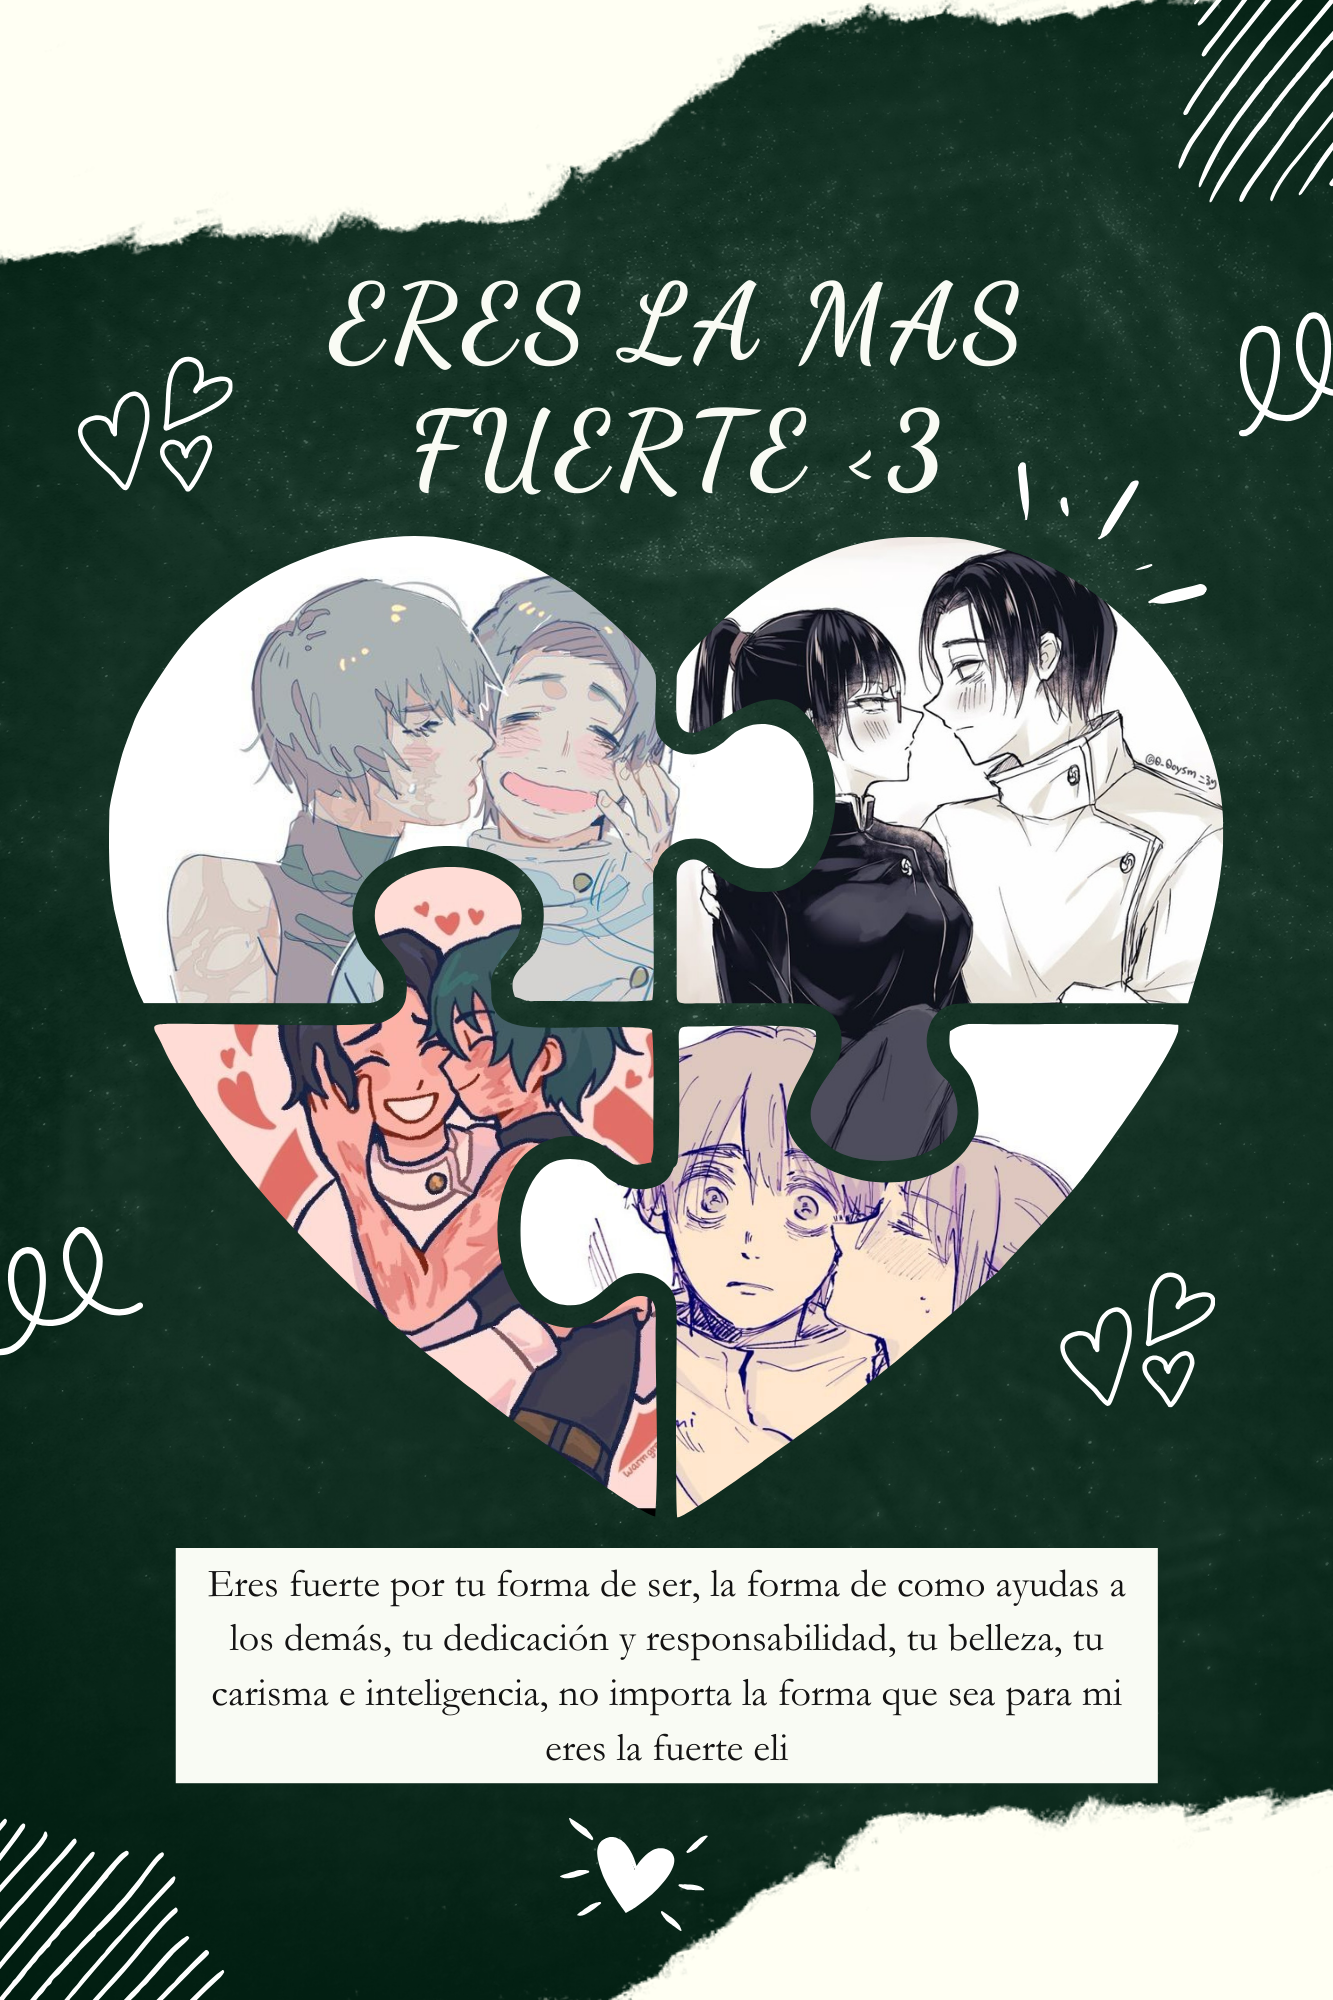 ERES LA MAS
FUERTE <3
@0-0oysm_3y
Eres fuerte por tu forma de ser, la forma de como ayudas a
los demás, tu dedicación y responsabilidad, tu belleza, tu
carisma e inteligencia, no importa la forma que sea para mi
eres la fuerte eli